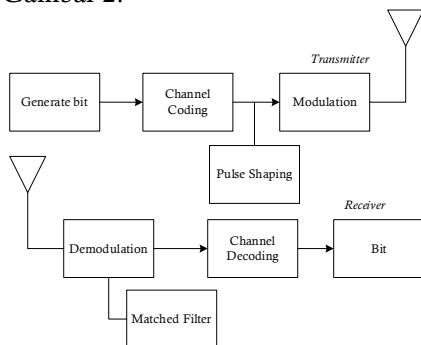 Gambar 2.
Transmitter
Generate bit
Channel
Coding
Modulation
Pulse Shaping
Receiver
Demodulation
Channel
Decoding
Bit
Matched Filter